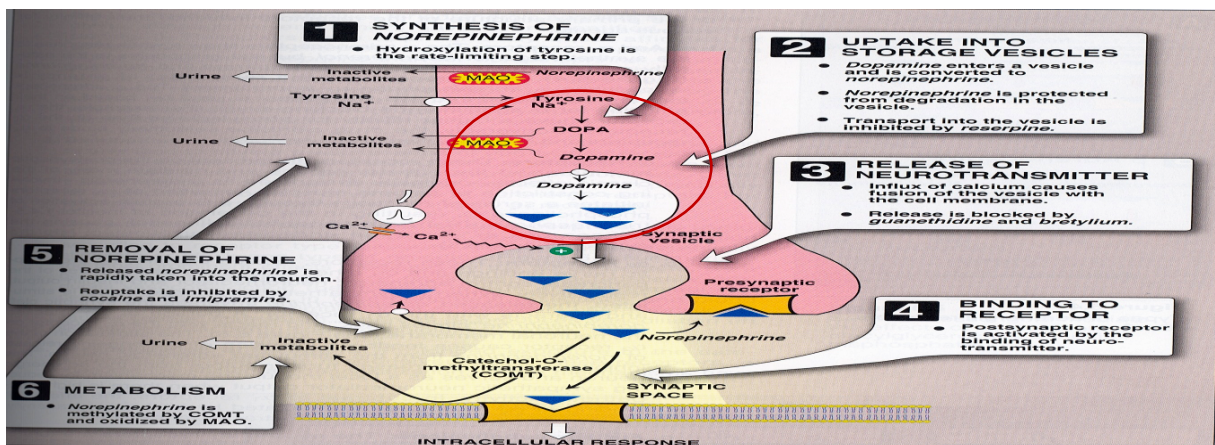 1 SYNTHESIS OF
NOREPINEPHRINE
• Hydroxylation of tyrosine is
the rate-limiting step.
2 UPTAKE INTO
STORAGE VESICLES
• Dopamine enters a vesicle
and is converted to
norepinephrine.
• Norepinephrine is protected
from degradation in the
vesicle.
• Transport into the vesicle is
inhibited by reserpine.
Urine
Inactive
metabolites
MAO
Norepinephrine
Tyrosine
Na+
Tyrosine
Na+
DOPA
Urine
Inactive
metabolites
MAO
Dopamine
Dopamine
3 RELEASE OF
NEUROTRANSMITTER
• Influx of calcium causes
fusion of the vesicle with
the cell membrane.
• Release is blocked by
guanethidine and bretylium.
Ca2+
Ca2+
+
Synaptic
vesicle
5 REMOVAL OF
NOREPINEPHRINE
• Released norepinephrine is
rapidly taken into the neuron.
• Reuptake is inhibited by
cocaine and imipramine.
Presynaptic
receptor
4 BINDING TO
RECEPTOR
• Postsynaptic receptor
is activated by the
binding of neuro-
transmitter.
Norepinephrine
Urine
Inactive
metabolites
Catechol-O-
methyltransferase
(COMT)
SYNAPTIC
SPACE
6 METABOLISM
• Norepinephrine is
methylated by COMT
and oxidized by MAO.
INTRACELLULAR RESPONSE